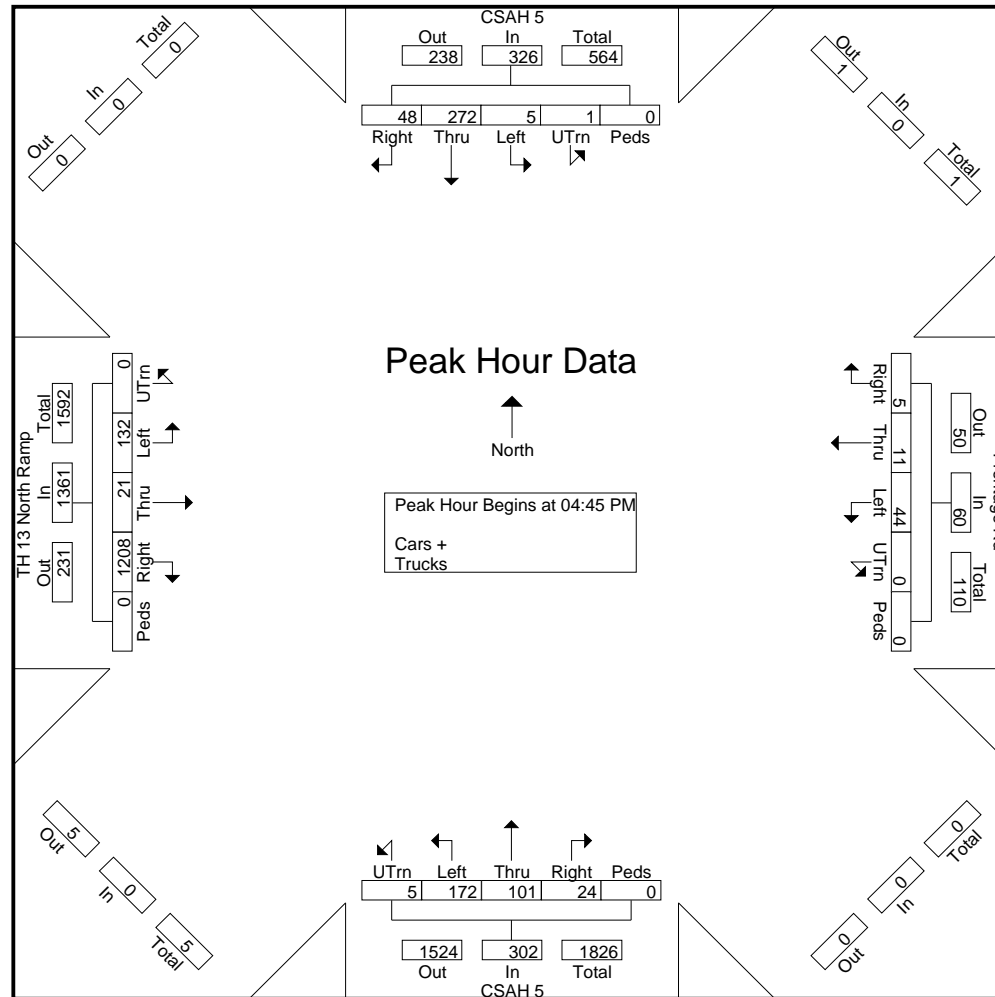 CSAH 5
Out In Total
238 326 564
48 272 5 1 0
Right Thru Left UTrn Peds
Total 0
In 0
Out 0
Out 1
In 0
Total 1
TH 13 North Ramp
Total 1592
In 1361
Out 231
0 UTrn
132 Left
21 Thru
1208 Right
0 Peds
Peak Hour Data
North
Peak Hour Begins at 04:45 PM
Cars +
Trucks
Right 5
Thru 11
Left 44
UTrn 0
Peds 0
Out 50
In 60
Total 110
Out 5
In 0
Total 5
UTrn Left Thru Right Peds
5 172 101 24 0
1524 302 1826
Out In Total
CSAH 5
Total 0
In 0
Out 0